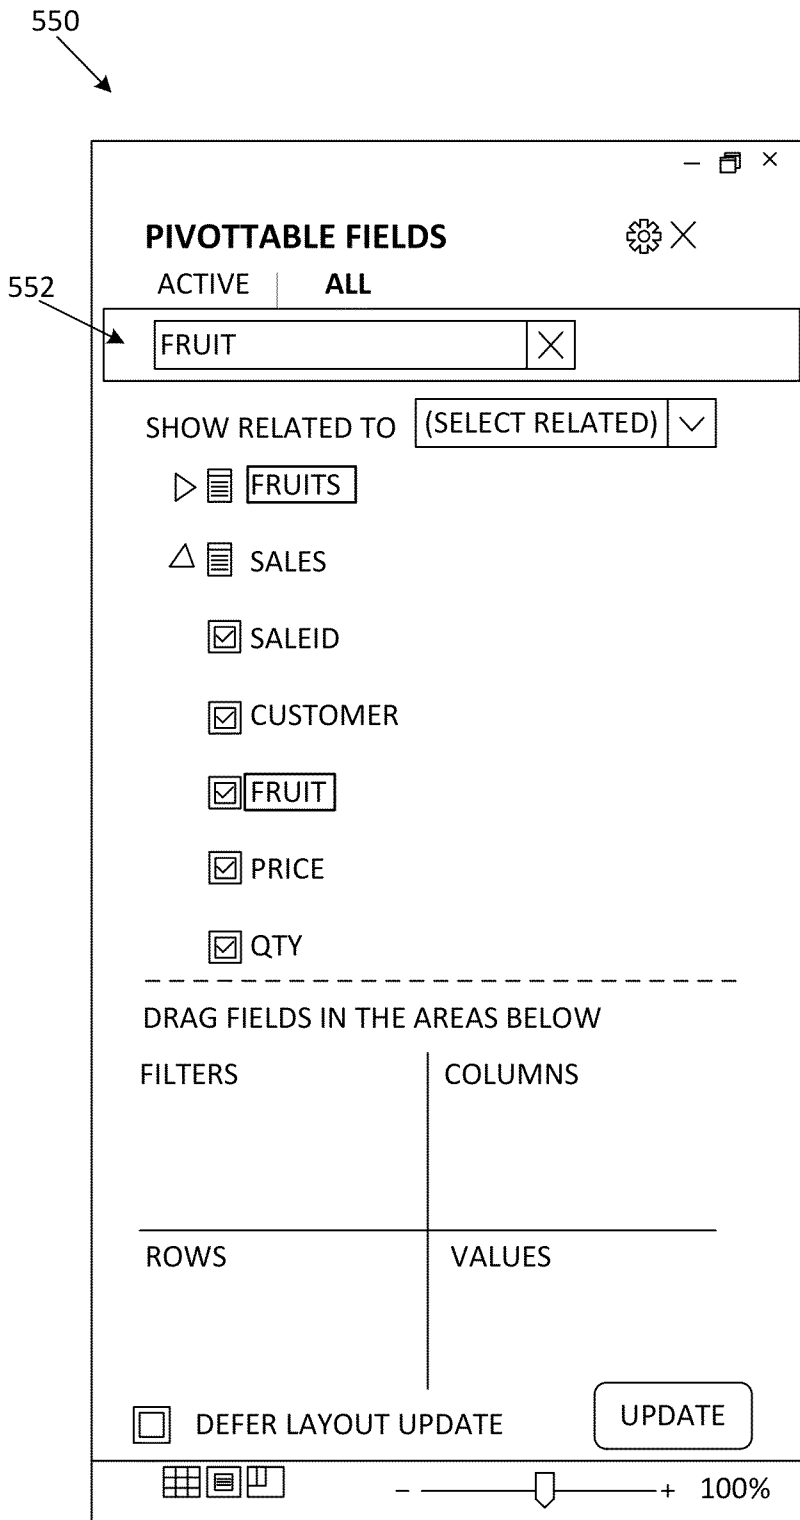 550
PIVOTTABLE FIELDS
ACTIVE ALL
552
FRUIT
SHOW RELATED TO (SELECT RELATED)
FRUITS
SALES
SALEID
CUSTOMER
FRUIT
PRICE
QTY
DRAG FIELDS IN THE AREAS BELOW
FILTERS COLUMNS
ROWS VALUES
DEFER LAYOUT UPDATE UPDATE
- + 100%